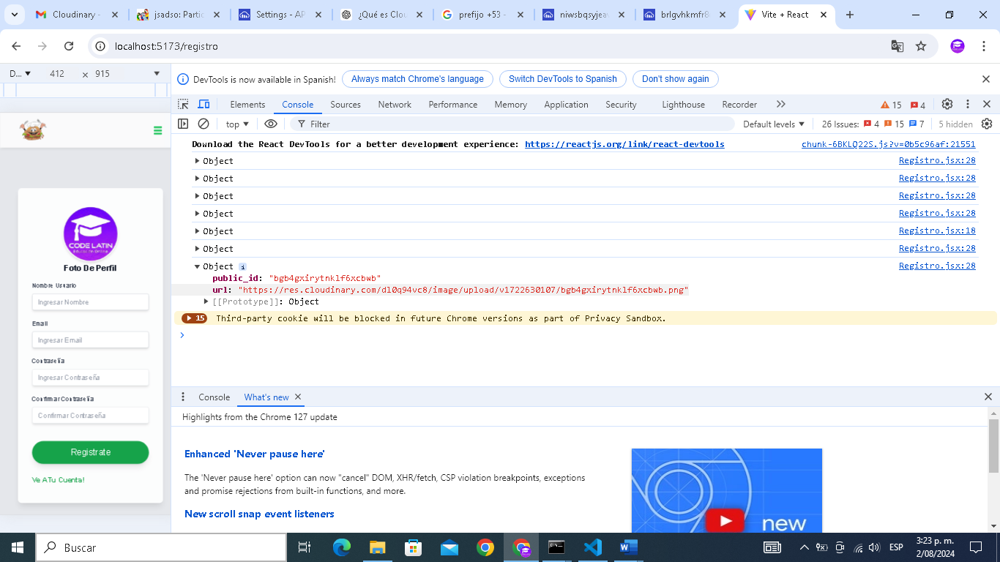 Cloudinary -
jsadso: Partic
Settings - AP
¿Qué es Clou
prefijo +53 -
niwsbqsyjeav
brlgvhkmfr8
Vite + React
localhost:5173/registro
D...
412
×
915
DevTools is now available in Spanish!
Always match Chrome's language
Switch DevTools to Spanish
Don't show again
Elements
Console
Sources
Network
Performance
Memory
Application
Security
Lighthouse
Recorder
15
4
top
Filter
Default levels
26 Issues:
4
15
7
5 hidden
Download the React DevTools for a better development experience: https://reactjs.org/link/react-devtools
chunk-6BKLQ22S.js?v=0b5c96af:21551
Object
Registro.jsx:28
Object
Registro.jsx:28
Object
Registro.jsx:28
Object
Registro.jsx:28
Object
Registro.jsx:18
Object
Registro.jsx:28
Object i
Registro.jsx:28
public_id: "bgb4gxirytnklf6xcbwb"
url: "https://res.cloudinary.com/dl0q94vc8/image/upload/v1722630107/bgb4gxirytnklf6xcbwb.png"
[[Prototype]]: Object
15
Third-party cookie will be blocked in future Chrome versions as part of Privacy Sandbox.
CODE LATIN
Educación Online
Foto De Perfil
Nombre Usuario
Ingresar Nombre
Email
Ingresar Email
Contraseña
Ingresar Contraseña
Confirmar Contraseña
Confirmar Contraseña
Registrate
Ve A Tu Cuenta!
Console
What's new
Highlights from the Chrome 127 update
Enhanced 'Never pause here'
The 'Never pause here' option can now "cancel" DOM, XHR/fetch, CSP violation breakpoints, exceptions
and promise rejections from built-in functions, and more.
New scroll snap event listeners
new
Buscar
ESP
3:23 p. m.
2/08/2024